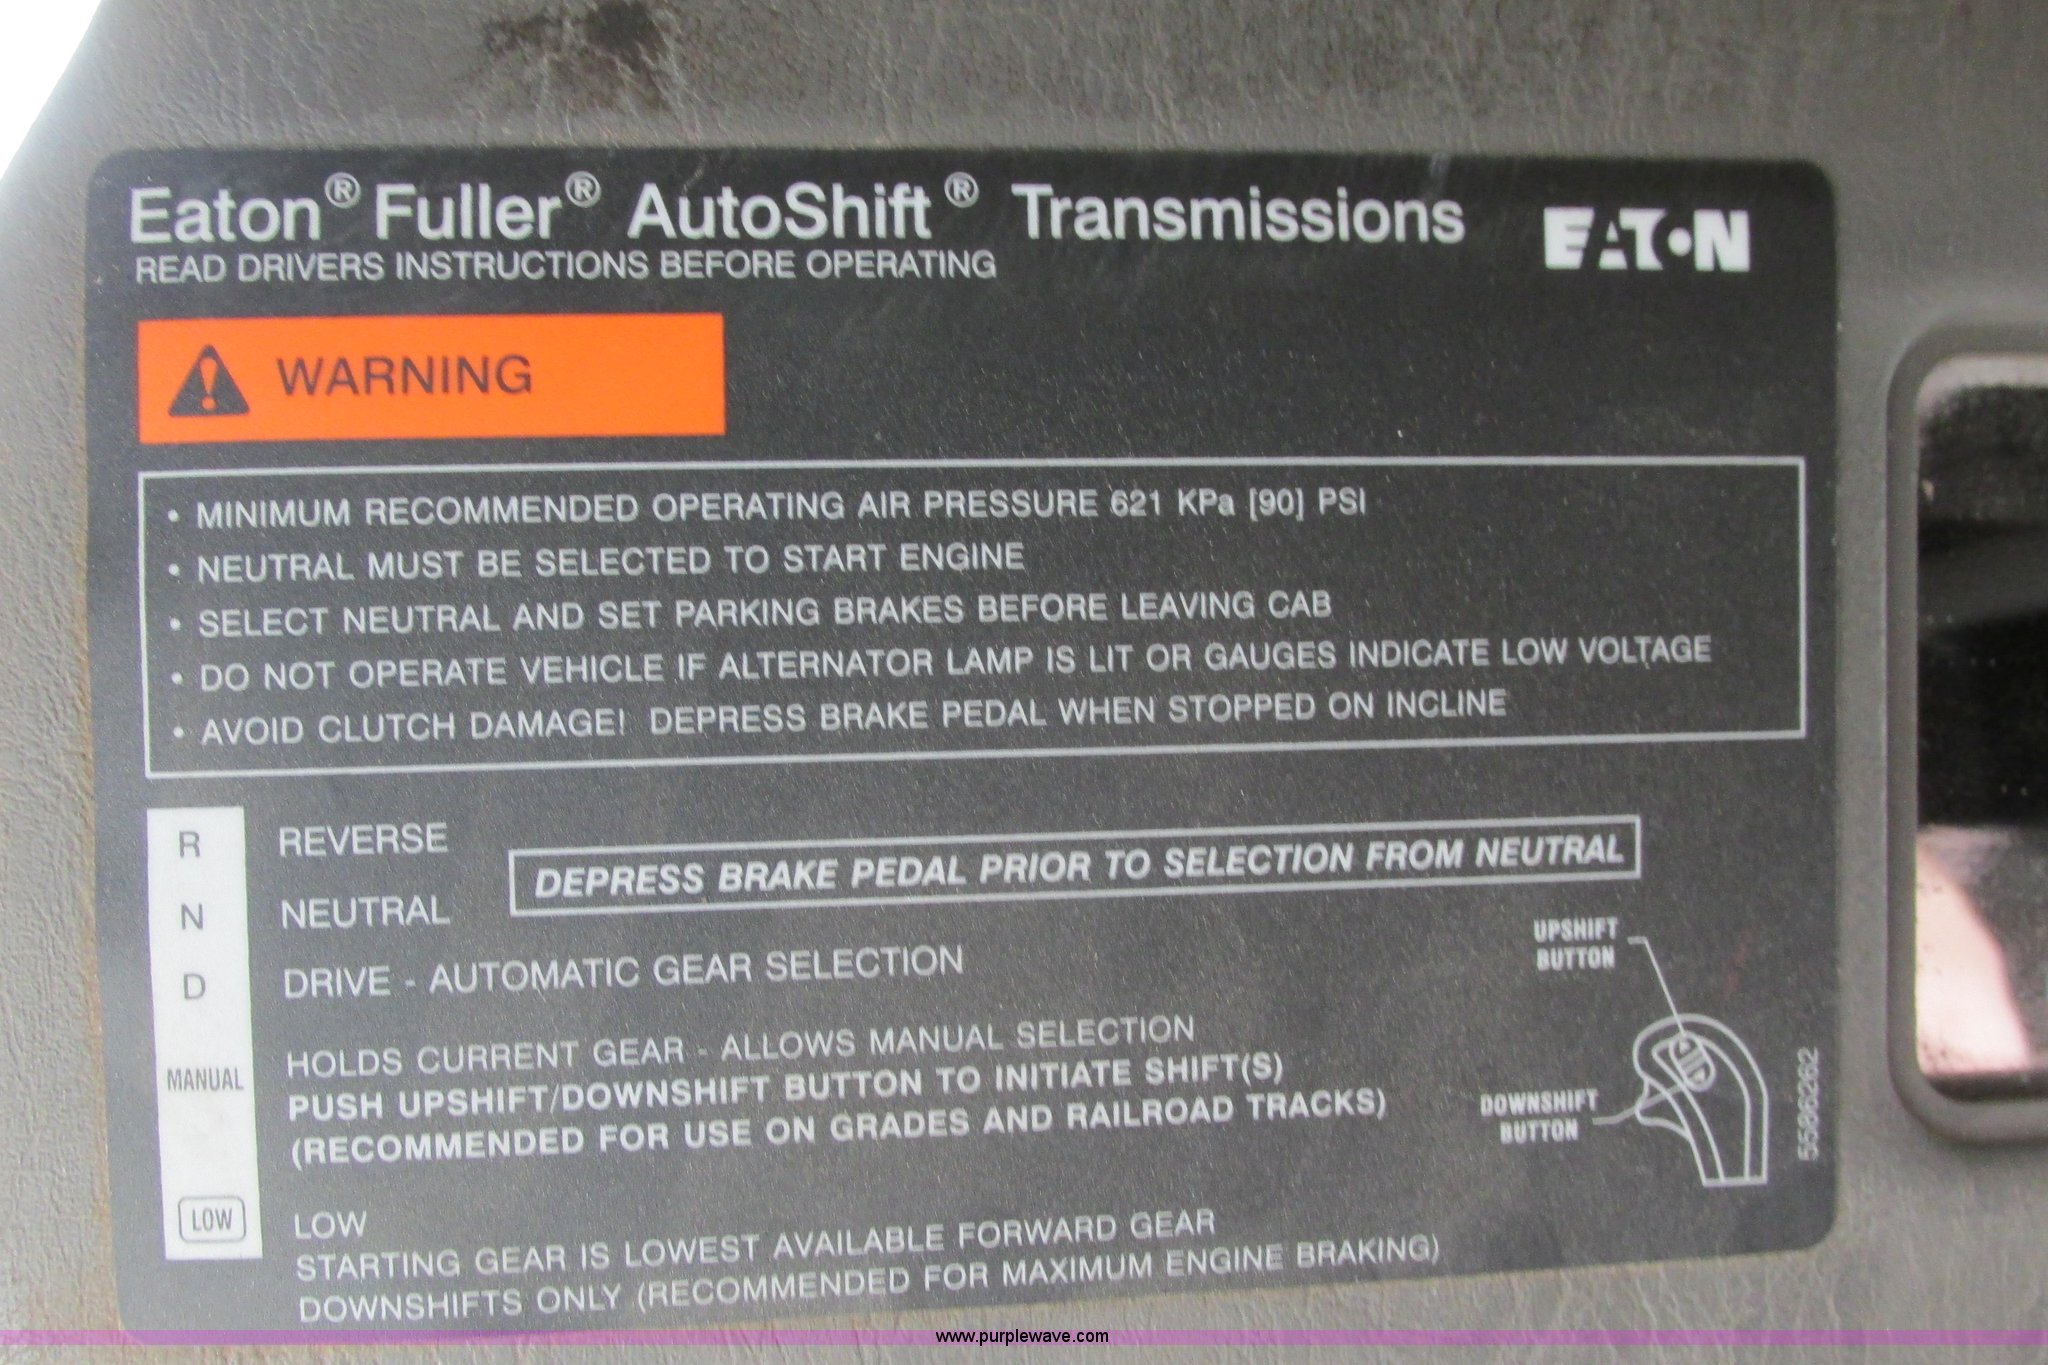 Eaton® Fuller® AutoShift® Transmissions
EATON
READ DRIVERS INSTRUCTIONS BEFORE OPERATING
WARNING
• MINIMUM RECOMMENDED OPERATING AIR PRESSURE 621 KPa [90] PSI
• NEUTRAL MUST BE SELECTED TO START ENGINE
• SELECT NEUTRAL AND SET PARKING BRAKES BEFORE LEAVING CAB
• DO NOT OPERATE VEHICLE IF ALTERNATOR LAMP IS LIT OR GAUGES INDICATE LOW VOLTAGE
• AVOID CLUTCH DAMAGE! DEPRESS BRAKE PEDAL WHEN STOPPED ON INCLINE
R REVERSE
DEPRESS BRAKE PEDAL PRIOR TO SELECTION FROM NEUTRAL
N NEUTRAL
D DRIVE - AUTOMATIC GEAR SELECTION
MANUAL
HOLDS CURRENT GEAR - ALLOWS MANUAL SELECTION
PUSH UPSHIFT/DOWNSHIFT BUTTON TO INITIATE SHIFT(S)
(RECOMMENDED FOR USE ON GRADES AND RAILROAD TRACKS)
UPSHIFT
BUTTON
DOWNSHIFT
BUTTON
5586262
LOW LOW
STARTING GEAR IS LOWEST AVAILABLE FORWARD GEAR
DOWNSHIFTS ONLY (RECOMMENDED FOR MAXIMUM ENGINE BRAKING)
www.purplewave.com